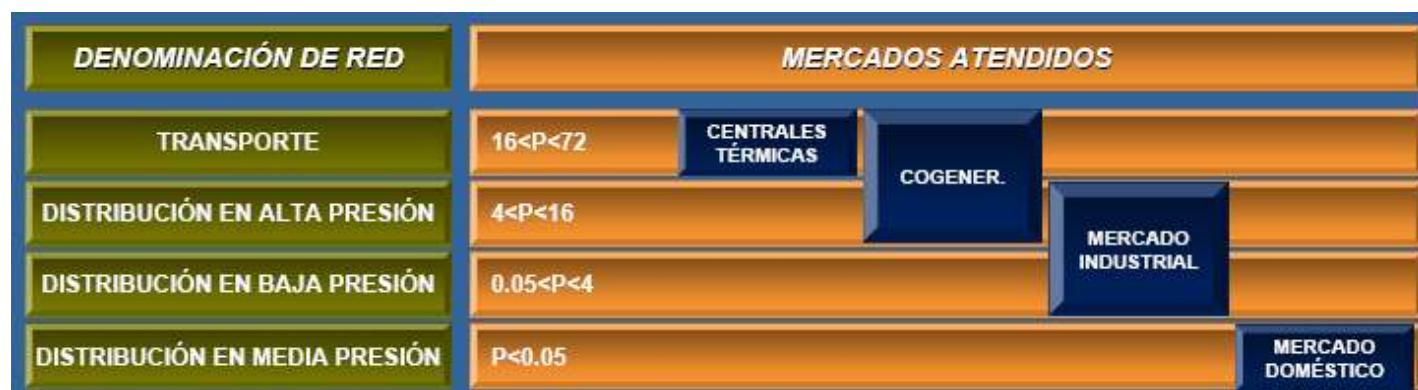 DENOMINACIÓN DE RED
MERCADOS ATENDIDOS
TRANSPORTE
16<P<72
CENTRALES
TÉRMICAS
COGENER.
DISTRIBUCIÓN EN ALTA PRESIÓN
4<P<16
MERCADO
INDUSTRIAL
DISTRIBUCIÓN EN BAJA PRESIÓN
0.05<P<4
DISTRIBUCIÓN EN MEDIA PRESIÓN
P<0.05
MERCADO
DOMÉSTICO